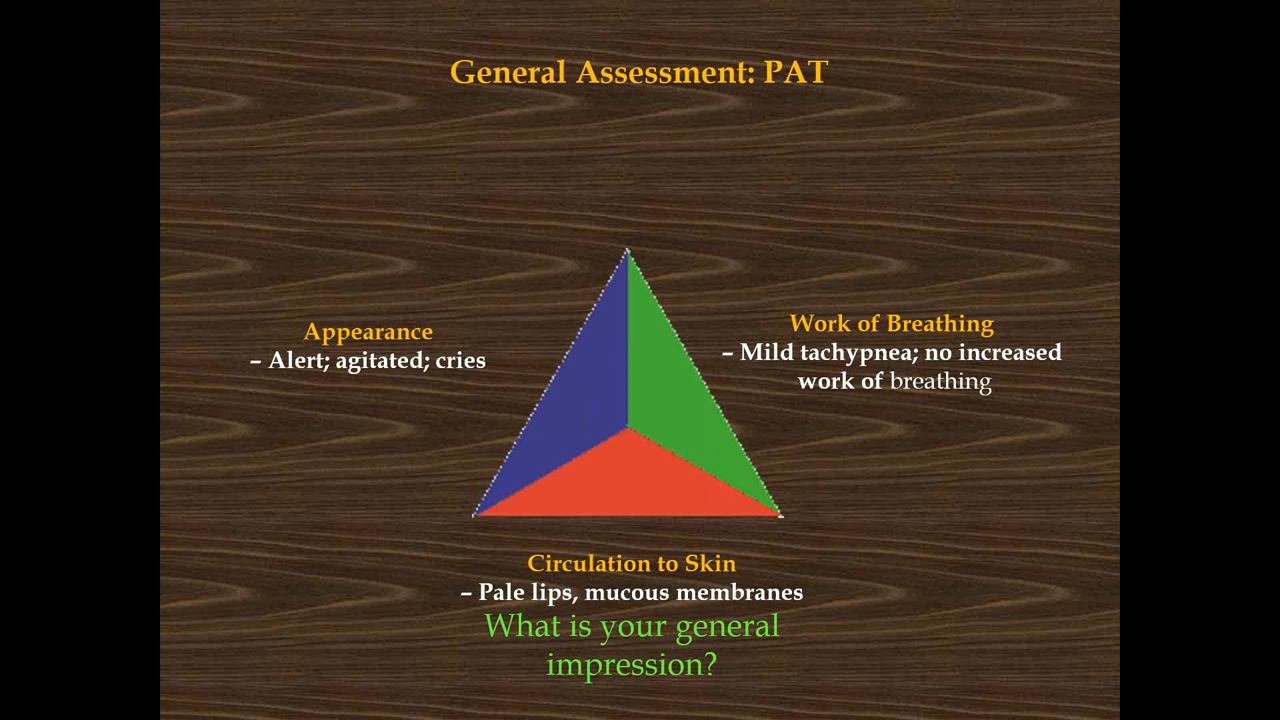 General Assessment: PAT
Appearance
– Alert; agitated; cries
Work of Breathing
– Mild tachypnea; no increased
work of breathing
Circulation to Skin
– Pale lips, mucous membranes
What is your general
impression?